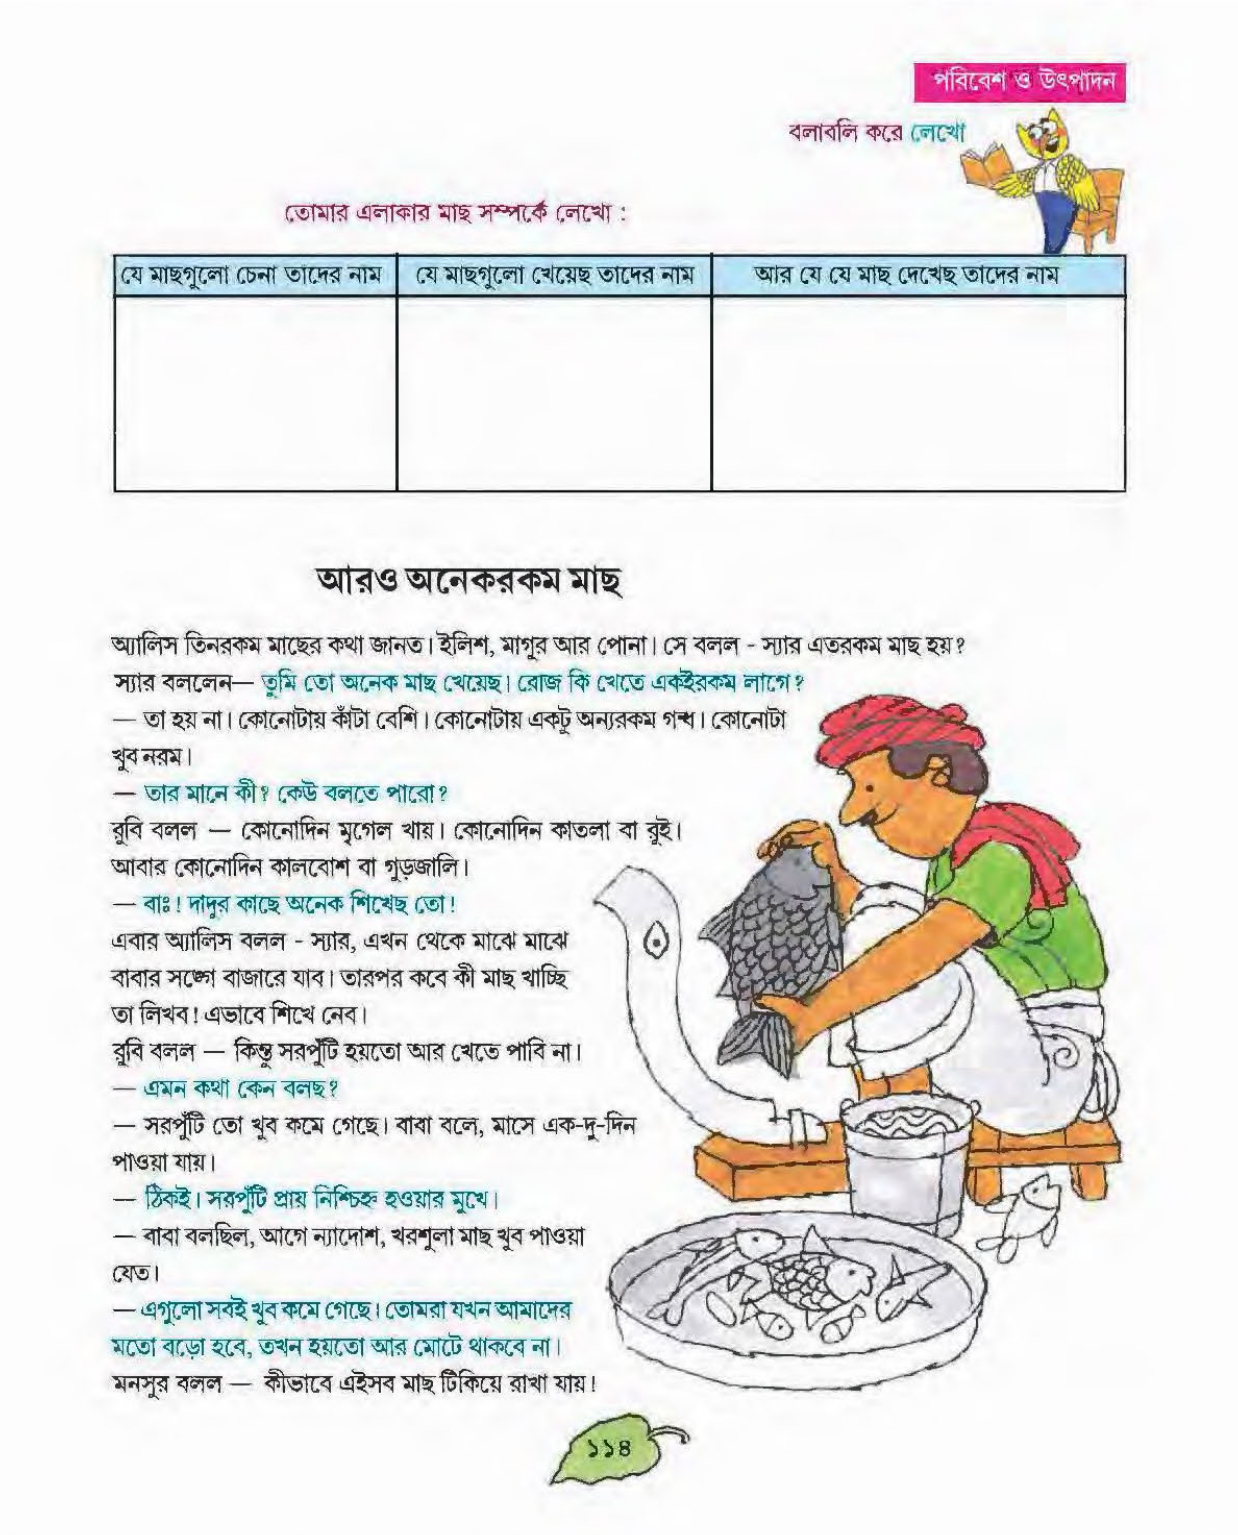 পরিবেশ ও উৎপাদন
বলাবলি করে লেখো
তোমার এলাকার মাছ সম্পর্কে লেখো :
যে মাছগুলো চেনা তাদের নাম
যে মাছগুলো খেয়েছ তাদের নাম
আর যে যে মাছ দেখেছ তাদের নাম
আরও অনেকরকম মাছ
অ্যালিস তিনরকম মাছের কথা জানত। ইলিশ, মাগুর আর পোনা। সে বলল - স্যার এতরকম মাছ হয়?
স্যার বললেন— তুমি তো অনেক মাছ খেয়েছ। রোজ কি খেতে একইরকম লাগে?
— তা হয় না। কোনোটায় কাঁটা বেশি। কোনোটায় একটু অন্যরকম গন্ধ। কোনোটা
খুব নরম।
— তার মানে কী? কেউ বলতে পারো?
রুবি বলল — কোনোদিন মৃগেল খায়। কোনোদিন কাতলা বা রুই।
আবার কোনোদিন কালবোশ বা গুড়জালি।
— বাঃ! দাদুর কাছে অনেক শিখেছ তো!
এবার অ্যালিস বলল - স্যার, এখন থেকে মাঝে মাঝে
বাবার সঙ্গে বাজারে যাব। তারপর কবে কী মাছ খাচ্ছি
তা লিখব! এভাবে শিখে নেব।
রুবি বলল — কিন্তু সরপুঁটি হয়তো আর খেতে পাবি না।
— এমন কথা কেন বলছ?
— সরপুঁটি তো খুব কমে গেছে। বাবা বলে, মাসে এক-দু-দিন
পাওয়া যায়।
— ঠিকই। সরপুঁটি প্রায় নিশ্চিহ্ন হওয়ার মুখে।
— বাবা বলছিল, আগে ন্যাদোশ, খরশুলা মাছ খুব পাওয়া
যেত।
— এগুলো সবই খুব কমে গেছে। তোমরা যখন আমাদের
মতো বড়ো হবে, তখন হয়তো আর মোটে থাকবে না।
মনসুর বলল — কীভাবে এইসব মাছ টিকিয়ে রাখা যায়!
১১৪